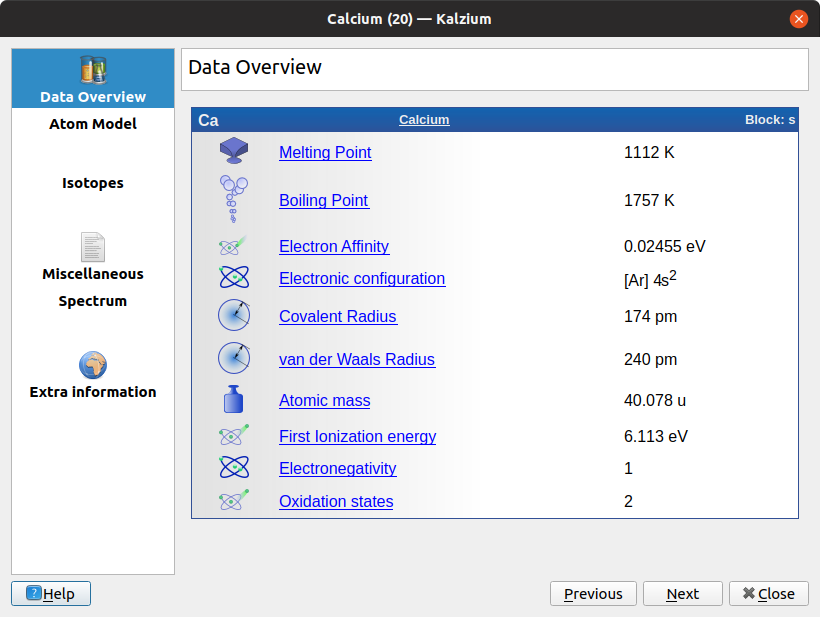 Calcium (20) — Kalzium
Data Overview
Atom Model
Isotopes
Miscellaneous
Spectrum
Extra information
Data Overview
Ca Calcium Block: s
Melting Point 1112 K
Boiling Point 1757 K
Electron Affinity 0.02455 eV
Electronic configuration [Ar] 4s²
Covalent Radius 174 pm
van der Waals Radius 240 pm
Atomic mass 40.078 u
First Ionization energy 6.113 eV
Electronegativity 1
Oxidation states 2
? Help Previous Next Close